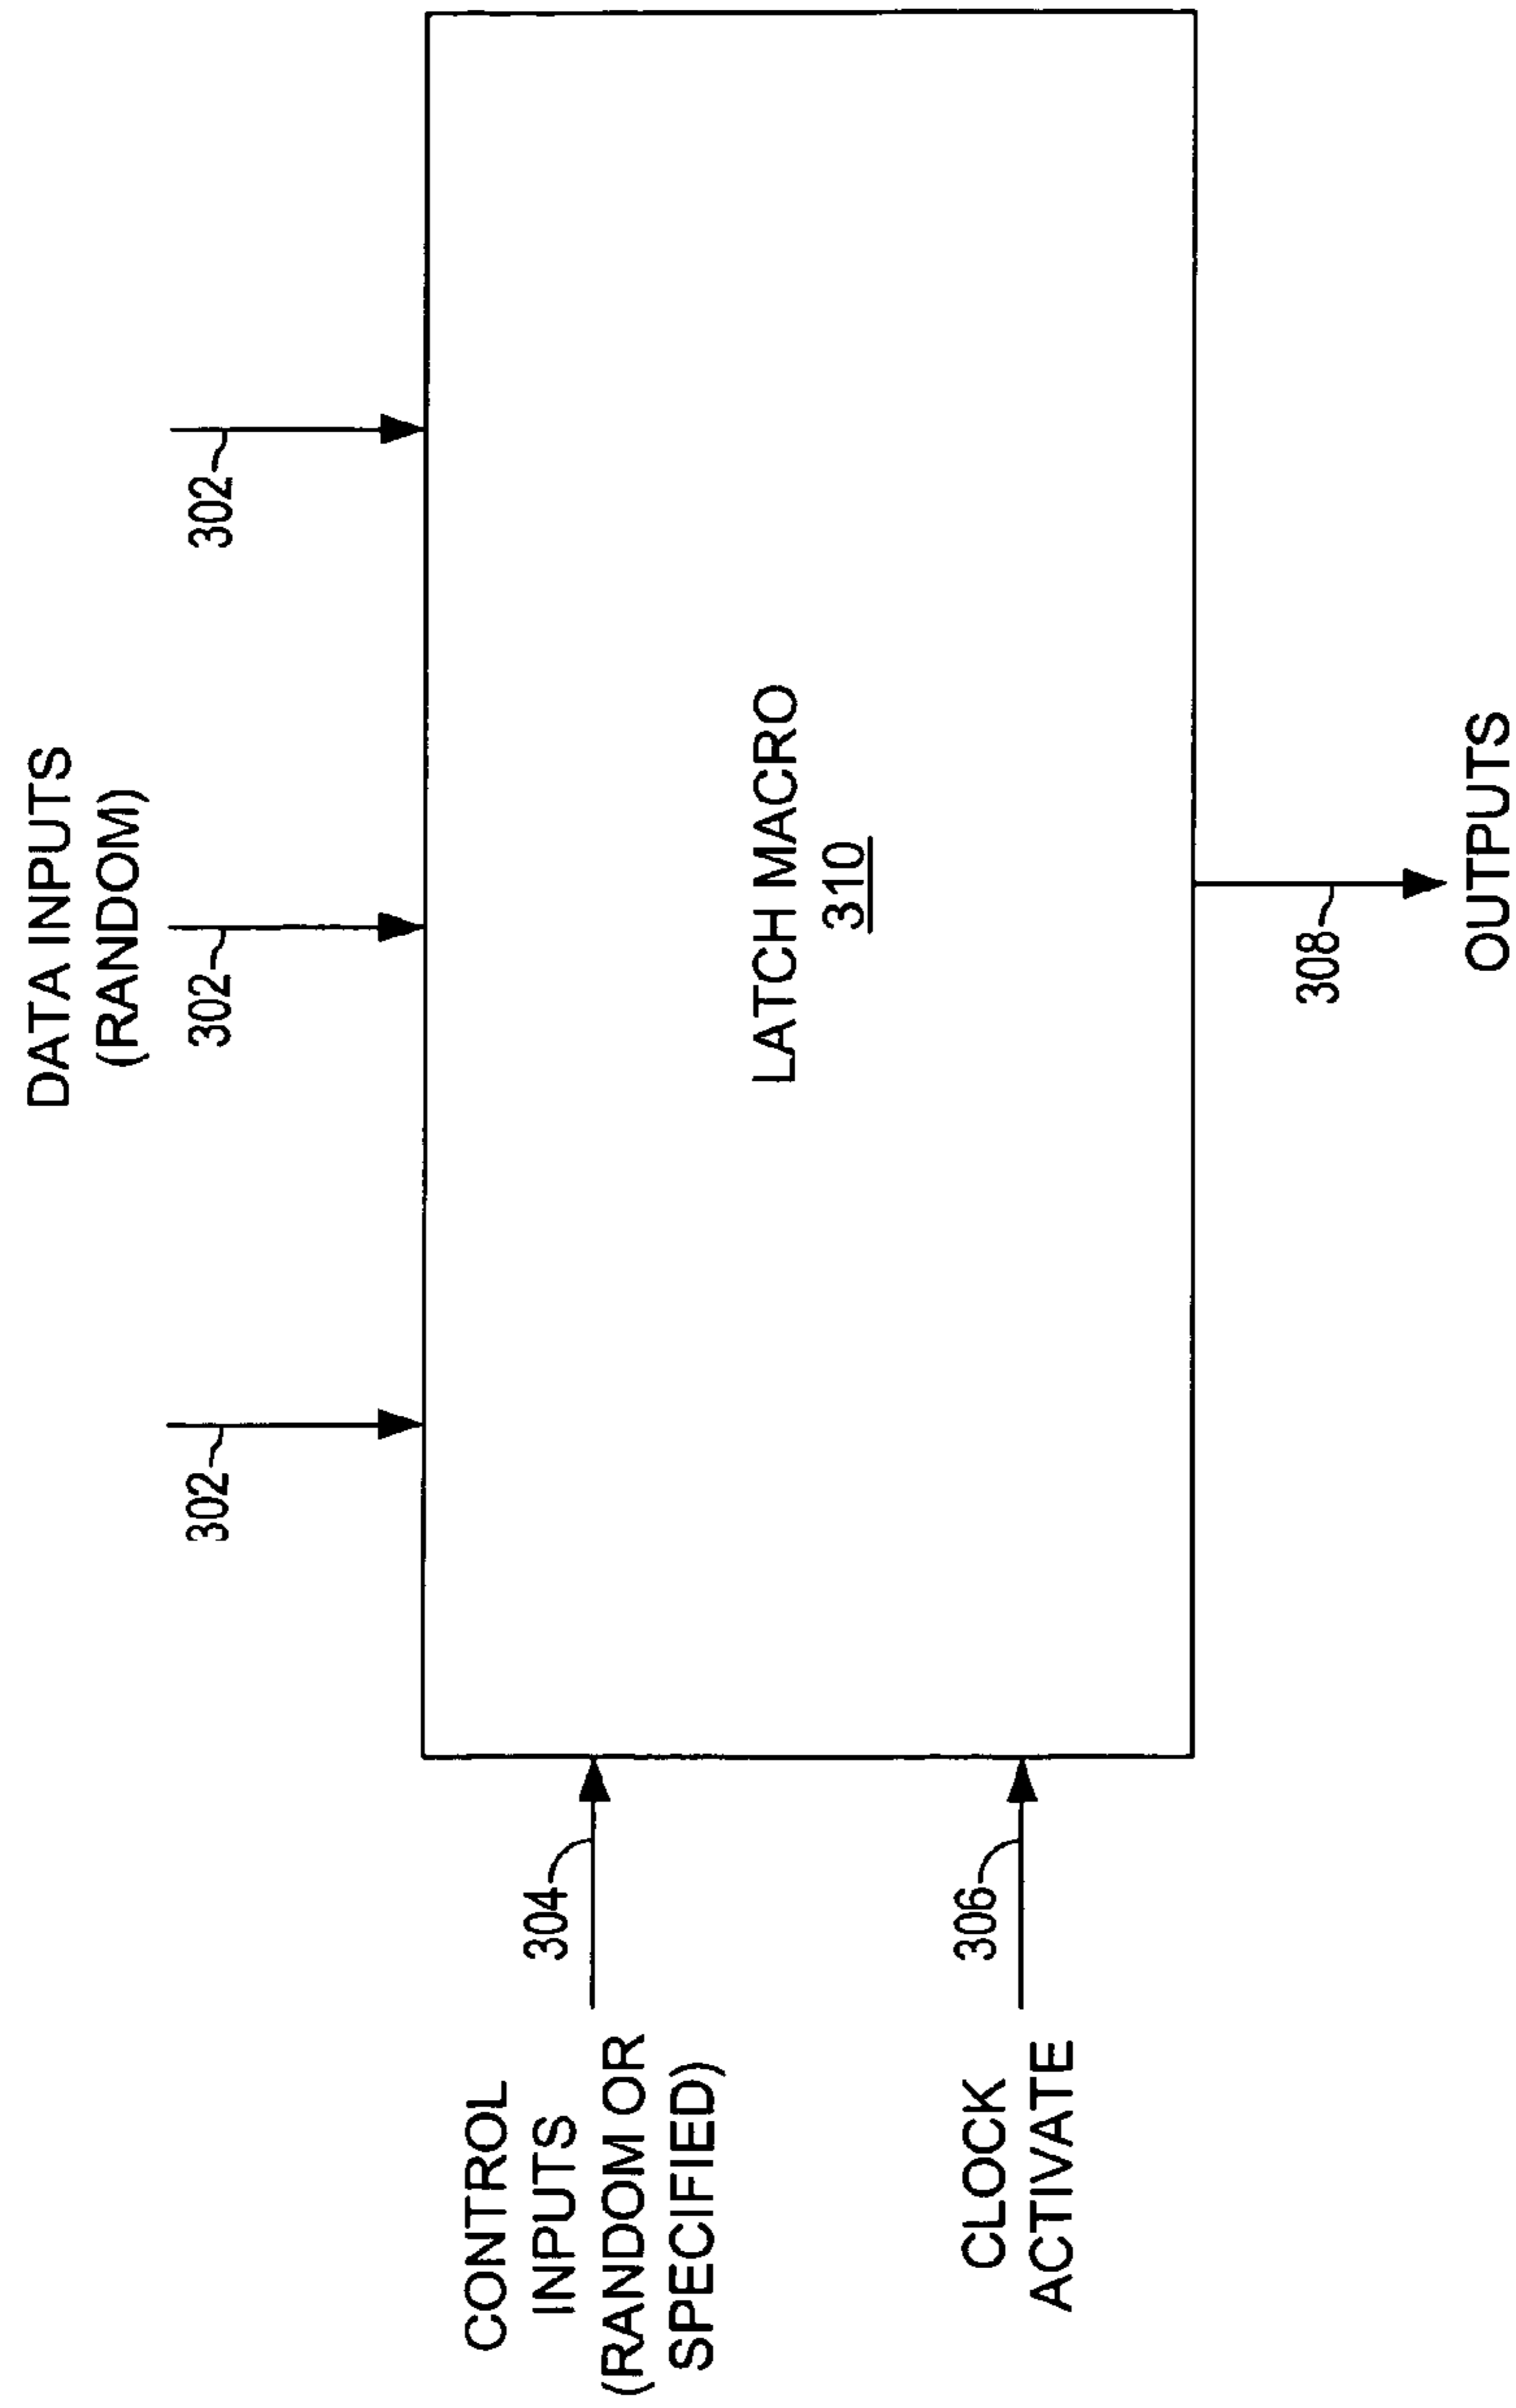 DATA INPUTS
(RANDOM)
302
302
302
CONTROL
INPUTS
(RANDOM OR
SPECIFIED)
304
LATCH MACRO
310
CLOCK
ACTIVATE
306
308
OUTPUTS